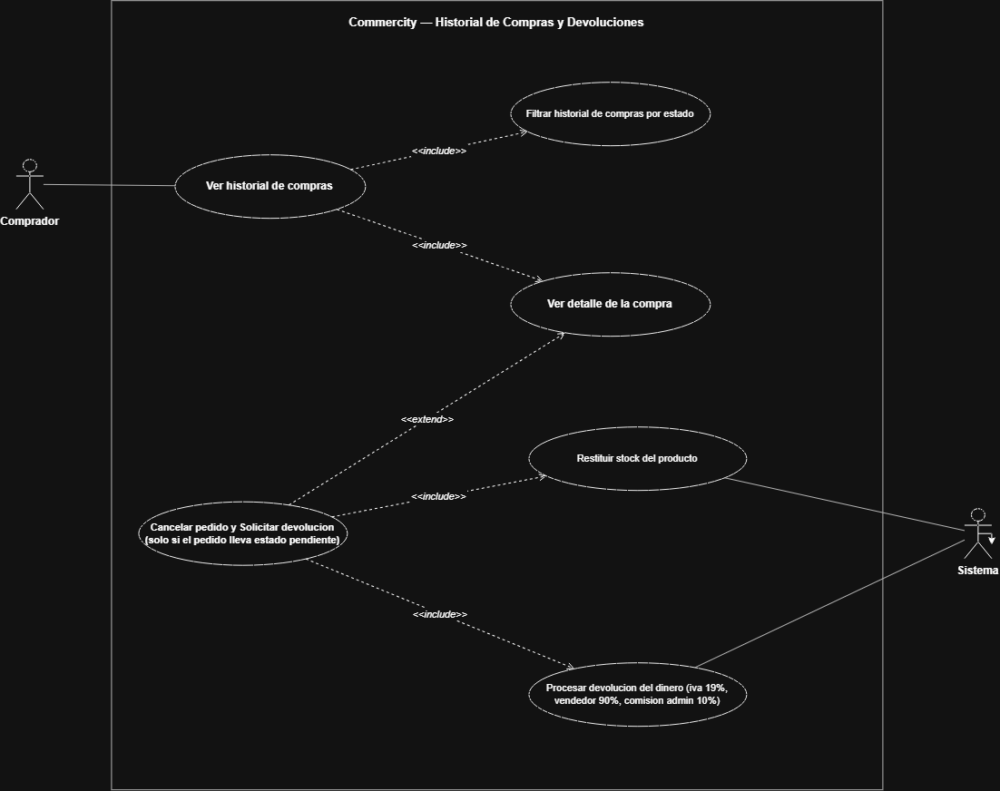 Commercity — Historial de Compras y Devoluciones
Filtrar historial de compras por estado
<<include>>
Ver historial de compras
Comprador
<<include>>
Ver detalle de la compra
<<extend>>
Restituir stock del producto
<<include>>
Cancelar pedido y Solicitar devolucion
(solo si el pedido lleva estado pendiente)
Sistema
<<include>>
Procesar devolucion del dinero (iva 19%,
vendedor 90%, comision admin 10%)